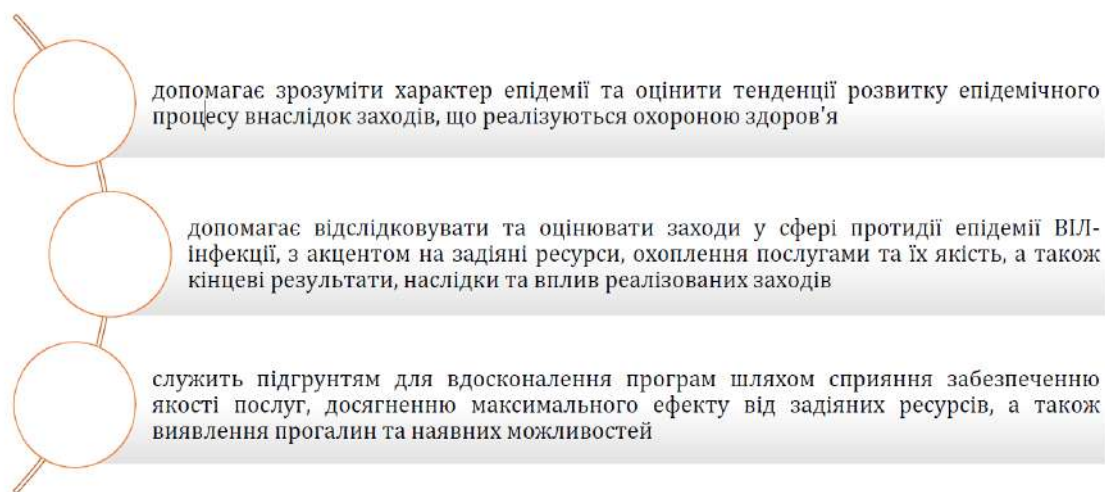 допомагає зрозуміти характер епідемії та оцінити тенденції розвитку епідемічного
процесу внаслідок заходів, що реалізуються охороною здоров'я
допомагає відслідковувати та оцінювати заходи у сфері протидії епідемії ВІЛ-
інфекції, з акцентом на задіяні ресурси, охоплення послугами та їх якість, а також
кінцеві результати, наслідки та вплив реалізованих заходів
служить підгрунтям для вдосконалення програм шляхом сприяння забезпеченню
якості послуг, досягненню максимального ефекту від задіяних ресурсів, а також
виявлення прогалин та наявних можливостей